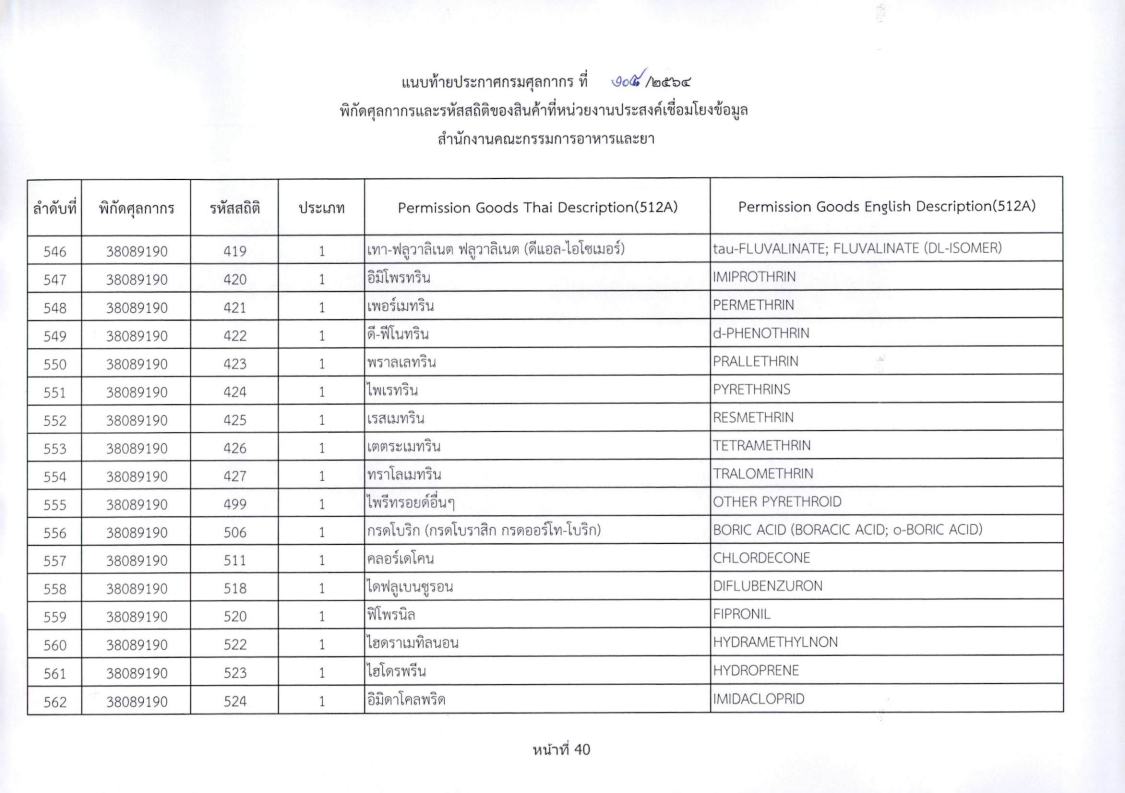 แนบท้ายประกาศกรมศุลกากร ที่ ๑๐๕ /๒๕๖๔
พิกัดศุลกากรและรหัสสถิติของสินค้าที่หน่วยงานประสงค์เชื่อมโยงข้อมูล
สำนักงานคณะกรรมการอาหารและยา
ลำดับที่ พิกัดศุลกากร รหัสสถิติ ประเภท Permission Goods Thai Description(512A) Permission Goods English Description(512A)
546 38089190 419 1 เทา-ฟลูวาลิเนต ฟลูวาลิเนต (ดีแอล-ไอโซเมอร์) tau-FLUVALINATE; FLUVALINATE (DL-ISOMER)
547 38089190 420 1 อิมิโพรทริน IMIPROTHRIN
548 38089190 421 1 เพอร์เมทริน PERMETHRIN
549 38089190 422 1 ดี-ฟีโนทริน d-PHENOTHRIN
550 38089190 423 1 พราลเลทริน PRALLETHRIN
551 38089190 424 1 ไพเรทริน PYRETHRINS
552 38089190 425 1 เรสเมทริน RESMETHRIN
553 38089190 426 1 เตตระเมทริน TETRAMETHRIN
554 38089190 427 1 ทราโลเมทริน TRALOMETHRIN
555 38089190 499 1 ไพรีทรอยด์อื่นๆ OTHER PYRETHROID
556 38089190 506 1 กรดโบริก (กรดโบราสิก กรดออร์โท-โบริก) BORIC ACID (BORACIC ACID; o-BORIC ACID)
557 38089190 511 1 คลอร์เดโคน CHLORDECONE
558 38089190 518 1 ไดฟลูเบนซูรอน DIFLUBENZURON
559 38089190 520 1 ฟิโพรนิล FIPRONIL
560 38089190 522 1 ไฮดราเมทิลนอน HYDRAMETHYLNON
561 38089190 523 1 ไฮโดรพรีน HYDROPRENE
562 38089190 524 1 อิมิดาโคลพริด IMIDACLOPRID
หน้าที่ 40